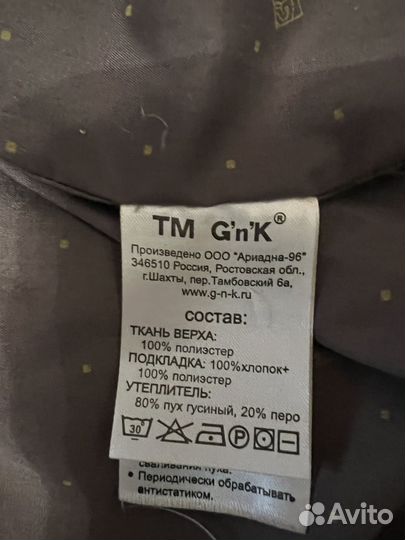 ТМ G'n'K®
Произведено ООО "Ариадна-96"
346510 Россия, Ростовская обл.,
г.Шахты, пер.Тамбовский 6а,
www.g-n-k.ru
состав:
ТКАНЬ ВЕРХА:
100% полиэстер
ПОДКЛАДКА: 100%хлопок+
100% полиэстер
УТЕПЛИТЕЛЬ:
80% пух гусиный, 20% перо
30° P
сваливания пуха.
• Периодически обрабатывать
антистатиком.
Avito